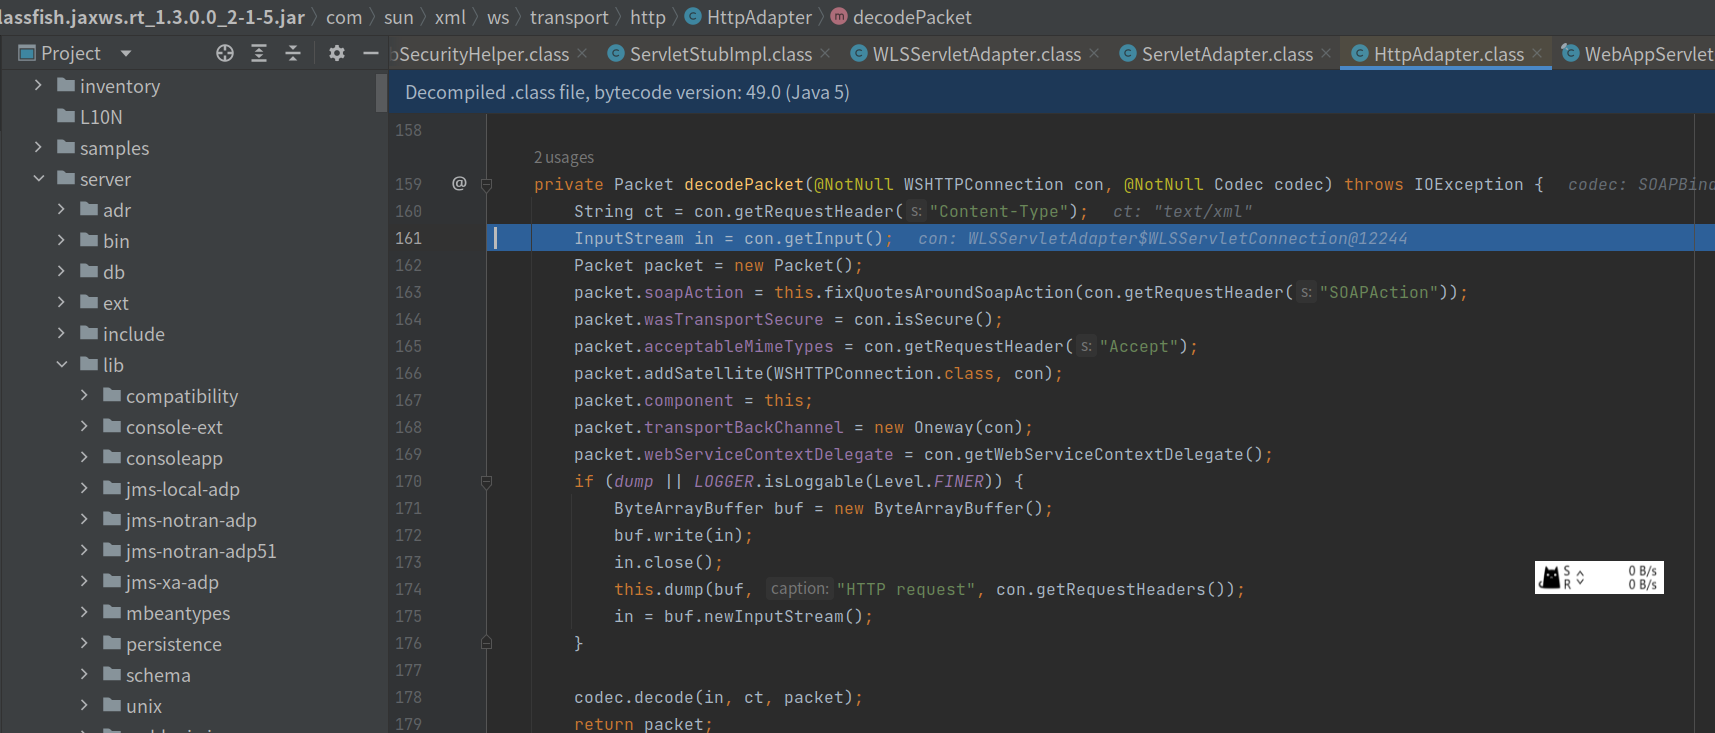 lassfish.jaxws.rt_1.3.0.0_2-1-5.jar com sun xml ws transport http HttpAdapter decodePacket
Project
SecurityHelper.class ServletStubImpl.class WLSServletAdapter.class ServletAdapter.class HttpAdapter.class WebAppServlet
Decompiled .class file, bytecode version: 49.0 (Java 5)
inventory
L10N
samples
server
adr
bin
db
ext
include
lib
compatibility
console-ext
consoleapp
jms-local-adp
jms-notran-adp
jms-notran-adp51
jms-xa-adp
mbeantypes
persistence
schema
unix
158
2 usages
159 @ private Packet decodePacket(@NotNull WSHTTPConnection con, @NotNull Codec codec) throws IOException { codec: SOAPBind
160 String ct = con.getRequestHeader( s: "Content-Type"); ct: "text/xml"
161 InputStream in = con.getInput(); con: WLSServletAdapter$WLSServletConnection@12244
162 Packet packet = new Packet();
163 packet.soapAction = this.fixQuotesAroundSoapAction(con.getRequestHeader( s: "SOAPAction"));
164 packet.wasTransportSecure = con.isSecure();
165 packet.acceptableMimeTypes = con.getRequestHeader( s: "Accept");
166 packet.addSatellite(WSHTTPConnection.class, con);
167 packet.component = this;
168 packet.transportBackChannel = new Oneway(con);
169 packet.webServiceContextDelegate = con.getWebServiceContextDelegate();
170 if (dump || LOGGER.isLoggable(Level.FINER)) {
171 ByteArrayBuffer buf = new ByteArrayBuffer();
172 buf.write(in);
173 in.close();
174 this.dump(buf, caption: "HTTP request", con.getRequestHeaders());
175 in = buf.newInputStream();
176 }
177
178 codec.decode(in, ct, packet);
179 return packet;
S 0 B/s
R 0 B/s